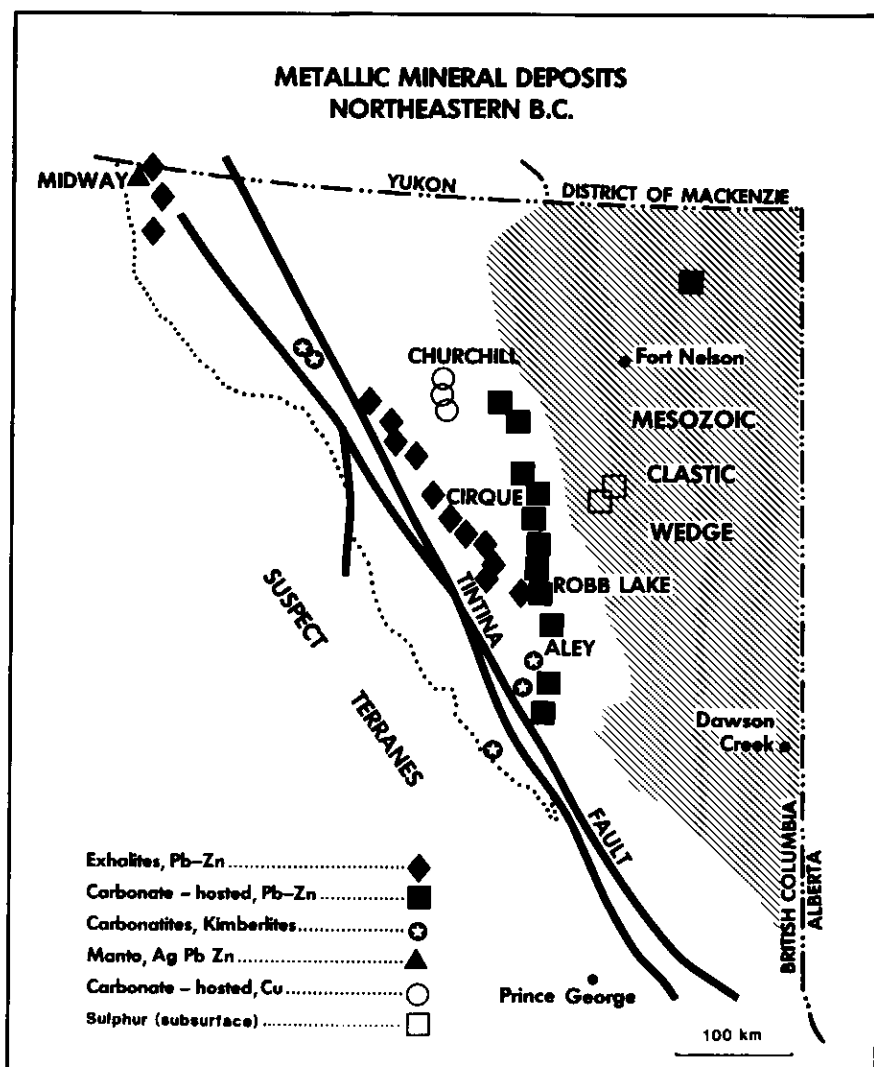 METALLIC MINERAL DEPOSITS
NORTHEASTERN B.C.
MIDWAY
YUKON
DISTRICT OF MACKENZIE
CHURCHILL
Fort Nelson
MESOZOIC
CLASTIC
CIRQUE
WEDGE
ROBB LAKE
TINTINA
SUSPECT
ALEY
TERRANES
Dawson
Creek
FAULT
BRITISH COLUMBIA
ALBERTA
Exhalites, Pb–Zn
Carbonate – hosted, Pb–Zn
Carbonatites, Kimberlites
Manto, Ag Pb Zn
Carbonate – hosted, Cu
Sulphur (subsurface)
Prince George
100 km